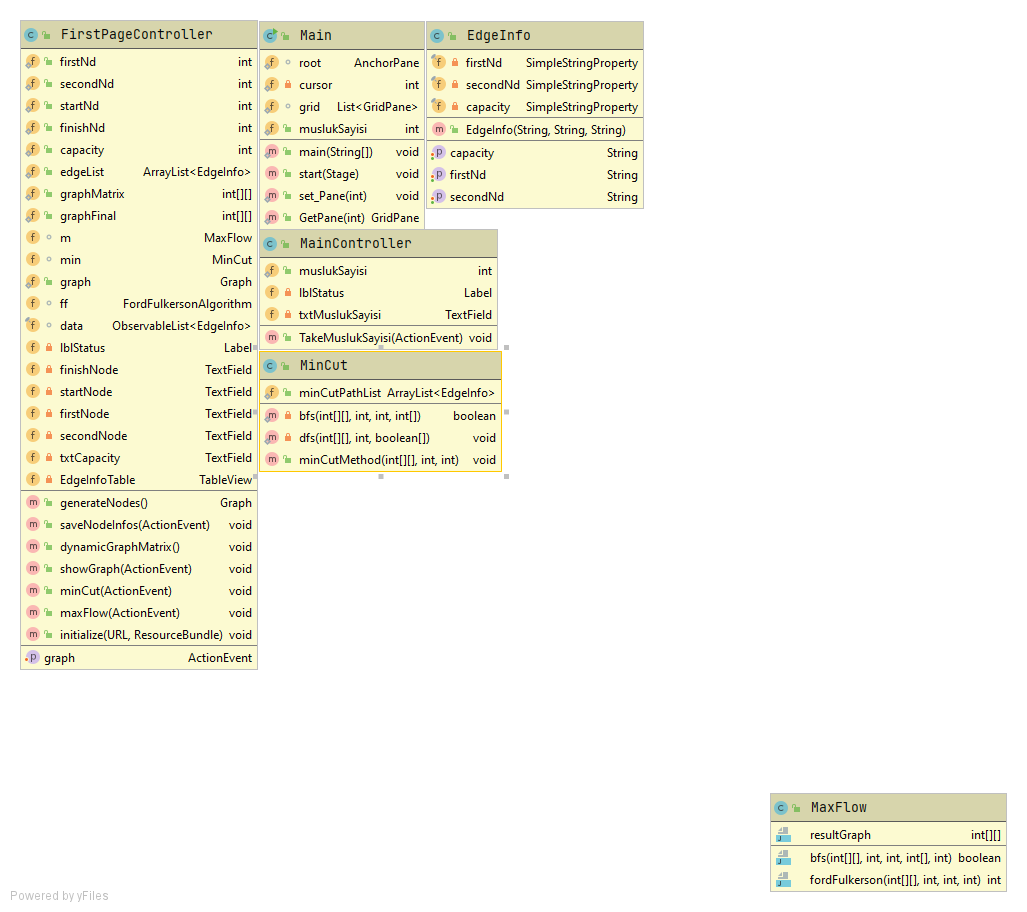 FirstPageController
firstNd int
secondNd int
startNd int
finishNd int
capacity int
edgeList ArrayList<EdgeInfo>
graphMatrix int[][]
graphFinal int[][]
m MaxFlow
min MinCut
graph Graph
ff FordFulkersonAlgorithm
data ObservableList<EdgeInfo>
lblStatus Label
finishNode TextField
startNode TextField
firstNode TextField
secondNode TextField
txtCapacity TextField
EdgeInfoTable TableView
generateNodes() Graph
saveNodeInfos(ActionEvent) void
dynamicGraphMatrix() void
showGraph(ActionEvent) void
minCut(ActionEvent) void
maxFlow(ActionEvent) void
initialize(URL, ResourceBundle) void
graph ActionEvent
Main
root AnchorPane
cursor int
grid List<GridPane>
muslukSayisi int
main(String[]) void
start(Stage) void
set_Pane(int) void
GetPane(int) GridPane
EdgeInfo
firstNd SimpleStringProperty
secondNd SimpleStringProperty
capacity SimpleStringProperty
EdgeInfo(String, String, String)
capacity String
firstNd String
secondNd String
MainController
muslukSayisi int
lblStatus Label
txtMuslukSayisi TextField
TakeMuslukSayisi(ActionEvent) void
MinCut
minCutPathList ArrayList<EdgeInfo>
bfs(int[][], int, int, int[]) boolean
dfs(int[][], int, boolean[]) void
minCutMethod(int[][], int, int) void
MaxFlow
resultGraph int[][]
bfs(int[][], int, int, int[], int) boolean
fordFulkerson(int[][], int, int, int) int
Powered by yFiles